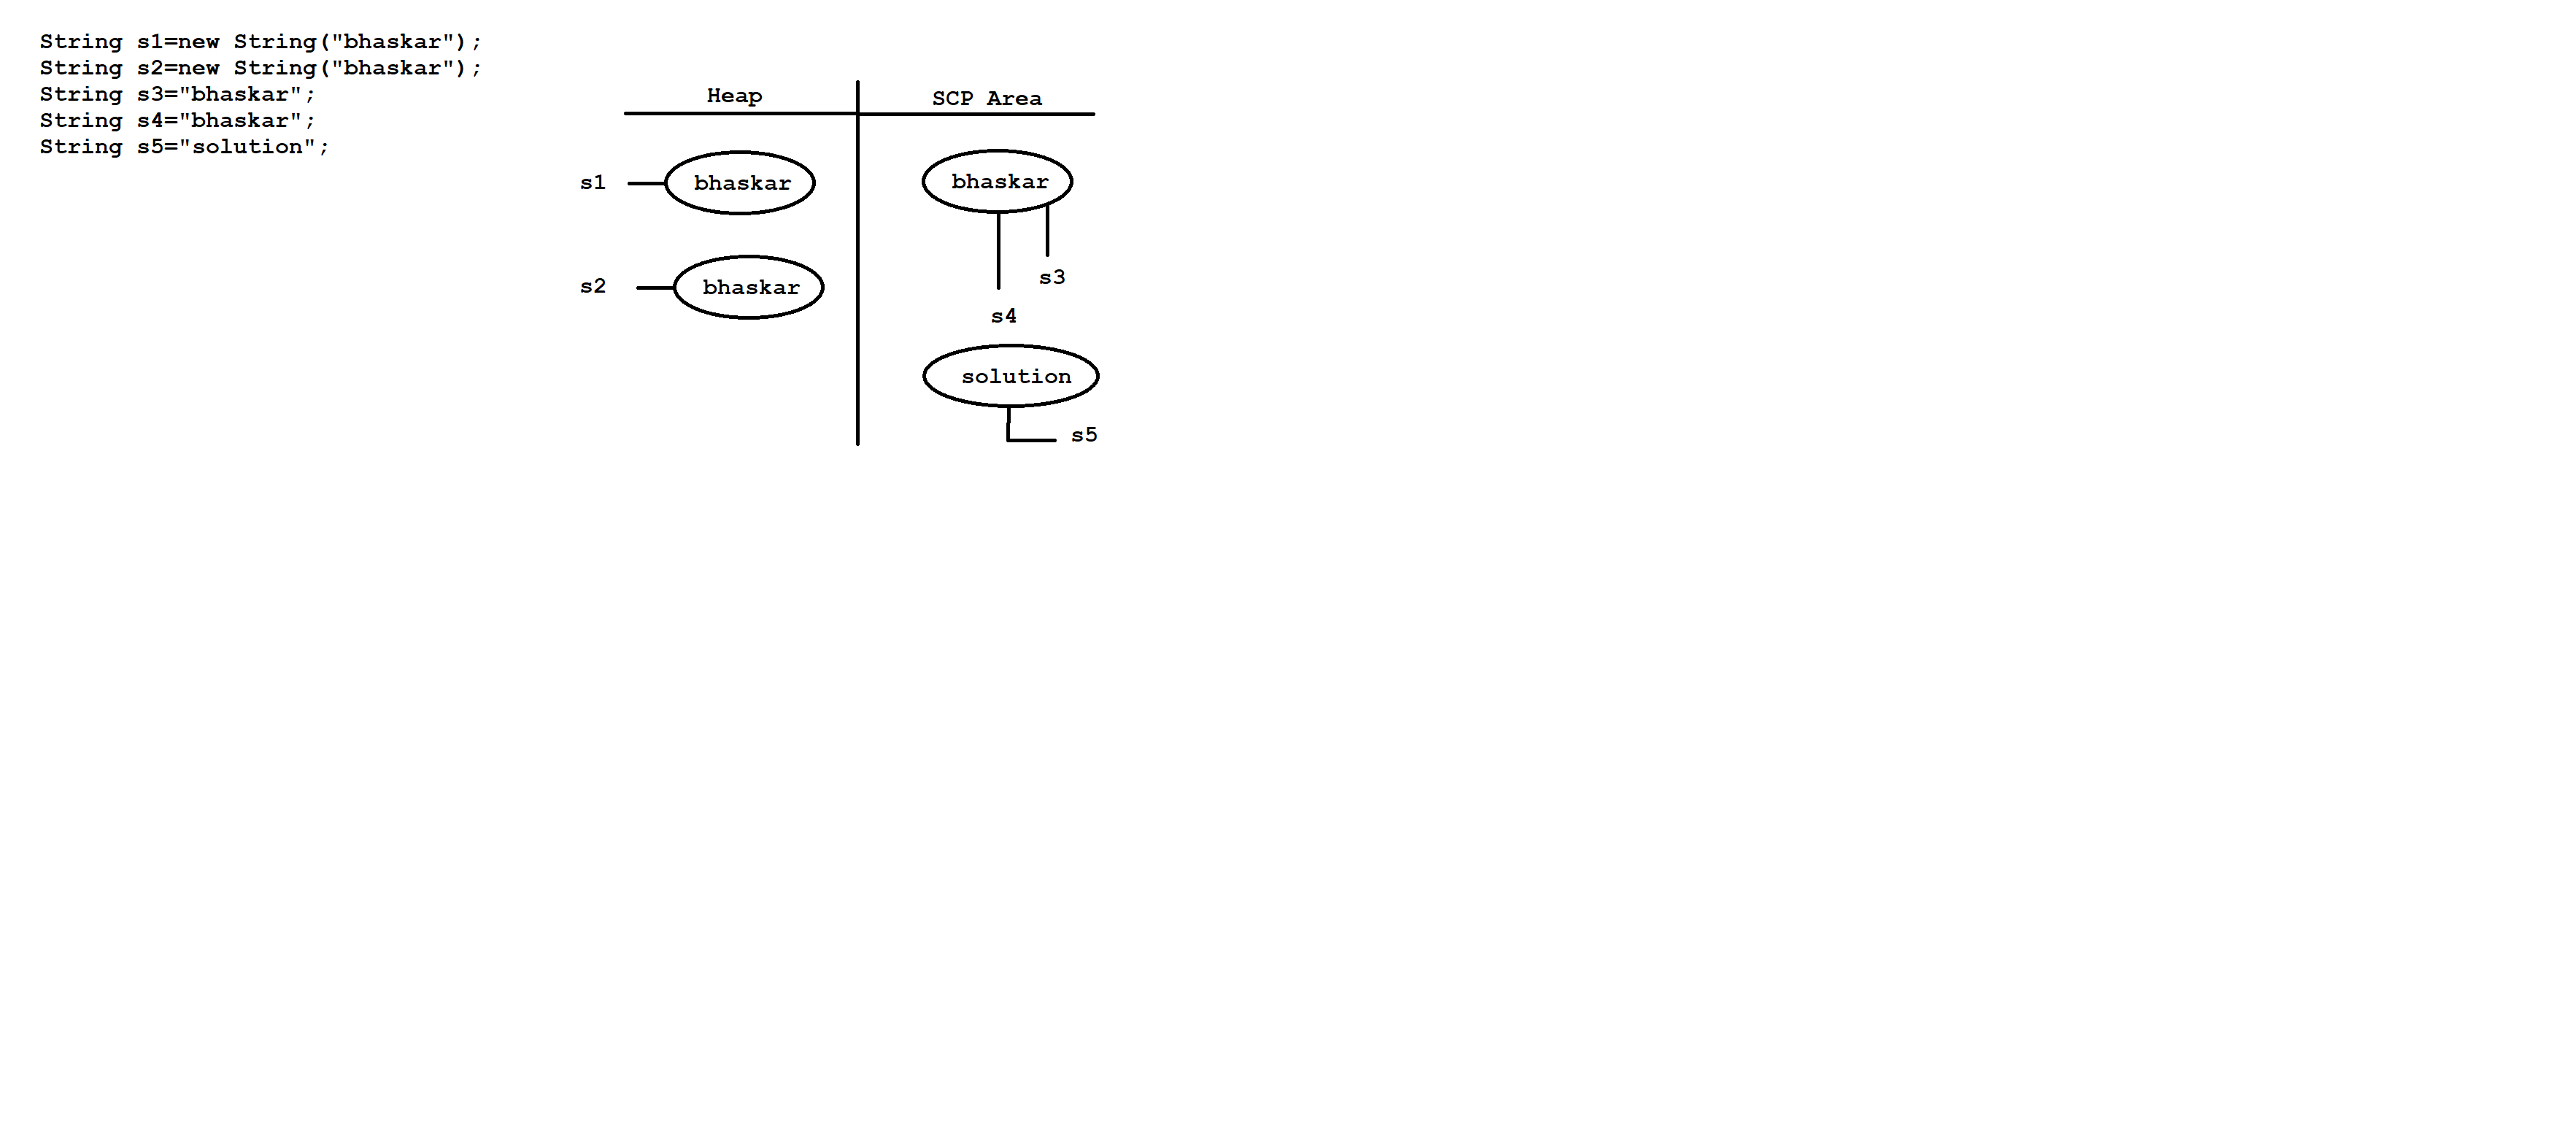 String s1=new String("bhaskar");
String s2=new String("bhaskar");
String s3="bhaskar";
String s4="bhaskar";
String s5="solution";
Heap
SCP Area
s1
bhaskar
bhaskar
s2
bhaskar
s3
s4
solution
s5